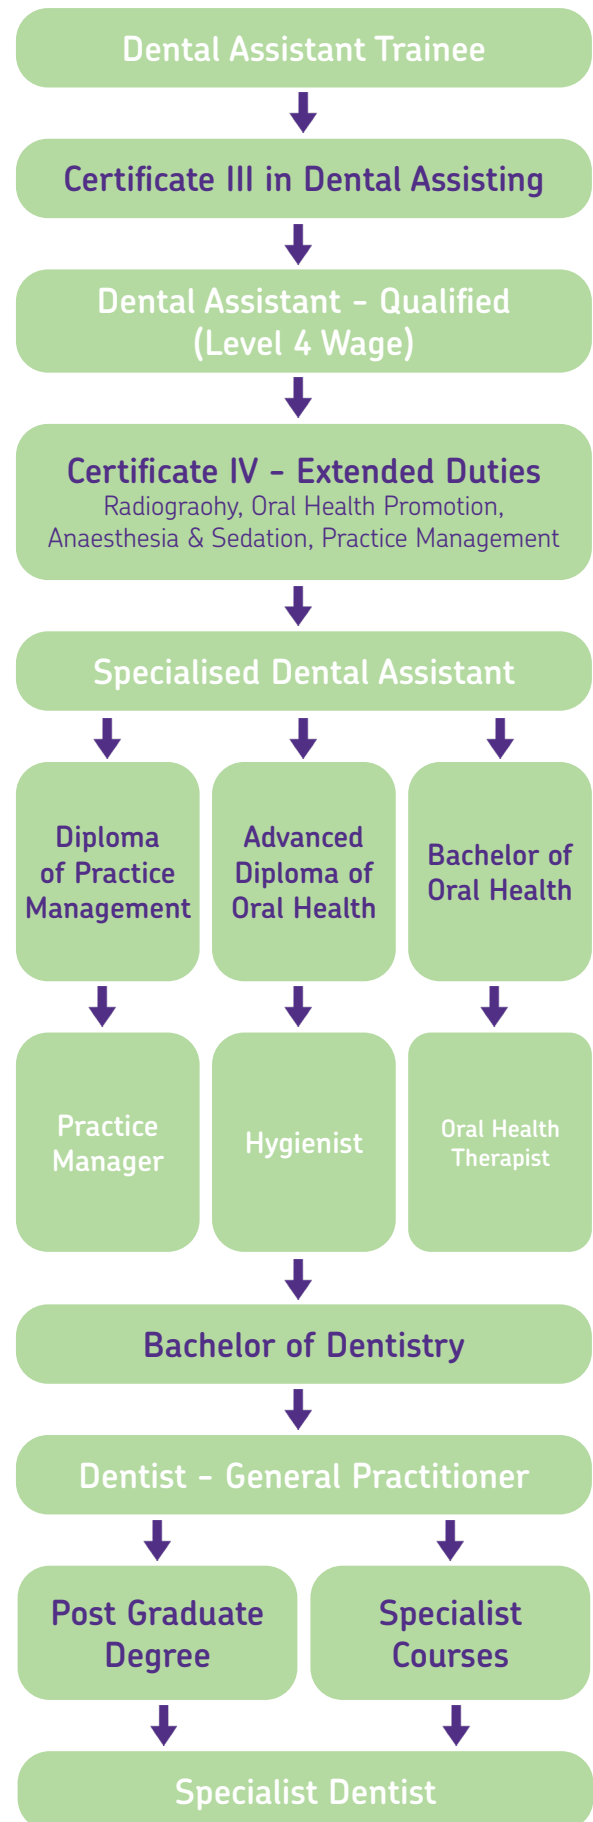 Dental Assistant Trainee
Certificate III in Dental Assisting
Dental Assistant - Qualified
(Level 4 Wage)
Certificate IV - Extended Duties
Radiograohy, Oral Health Promotion,
Anaesthesia & Sedation, Practice Management
Specialised Dental Assistant
Diploma
of Practice
Management
Advanced
Diploma of
Oral Health
Bachelor of
Oral Health
Practice
Manager
Hygienist
Oral Health
Therapist
Bachelor of Dentistry
Dentist - General Practitioner
Post Graduate
Degree
Specialist
Courses
Specialist Dentist